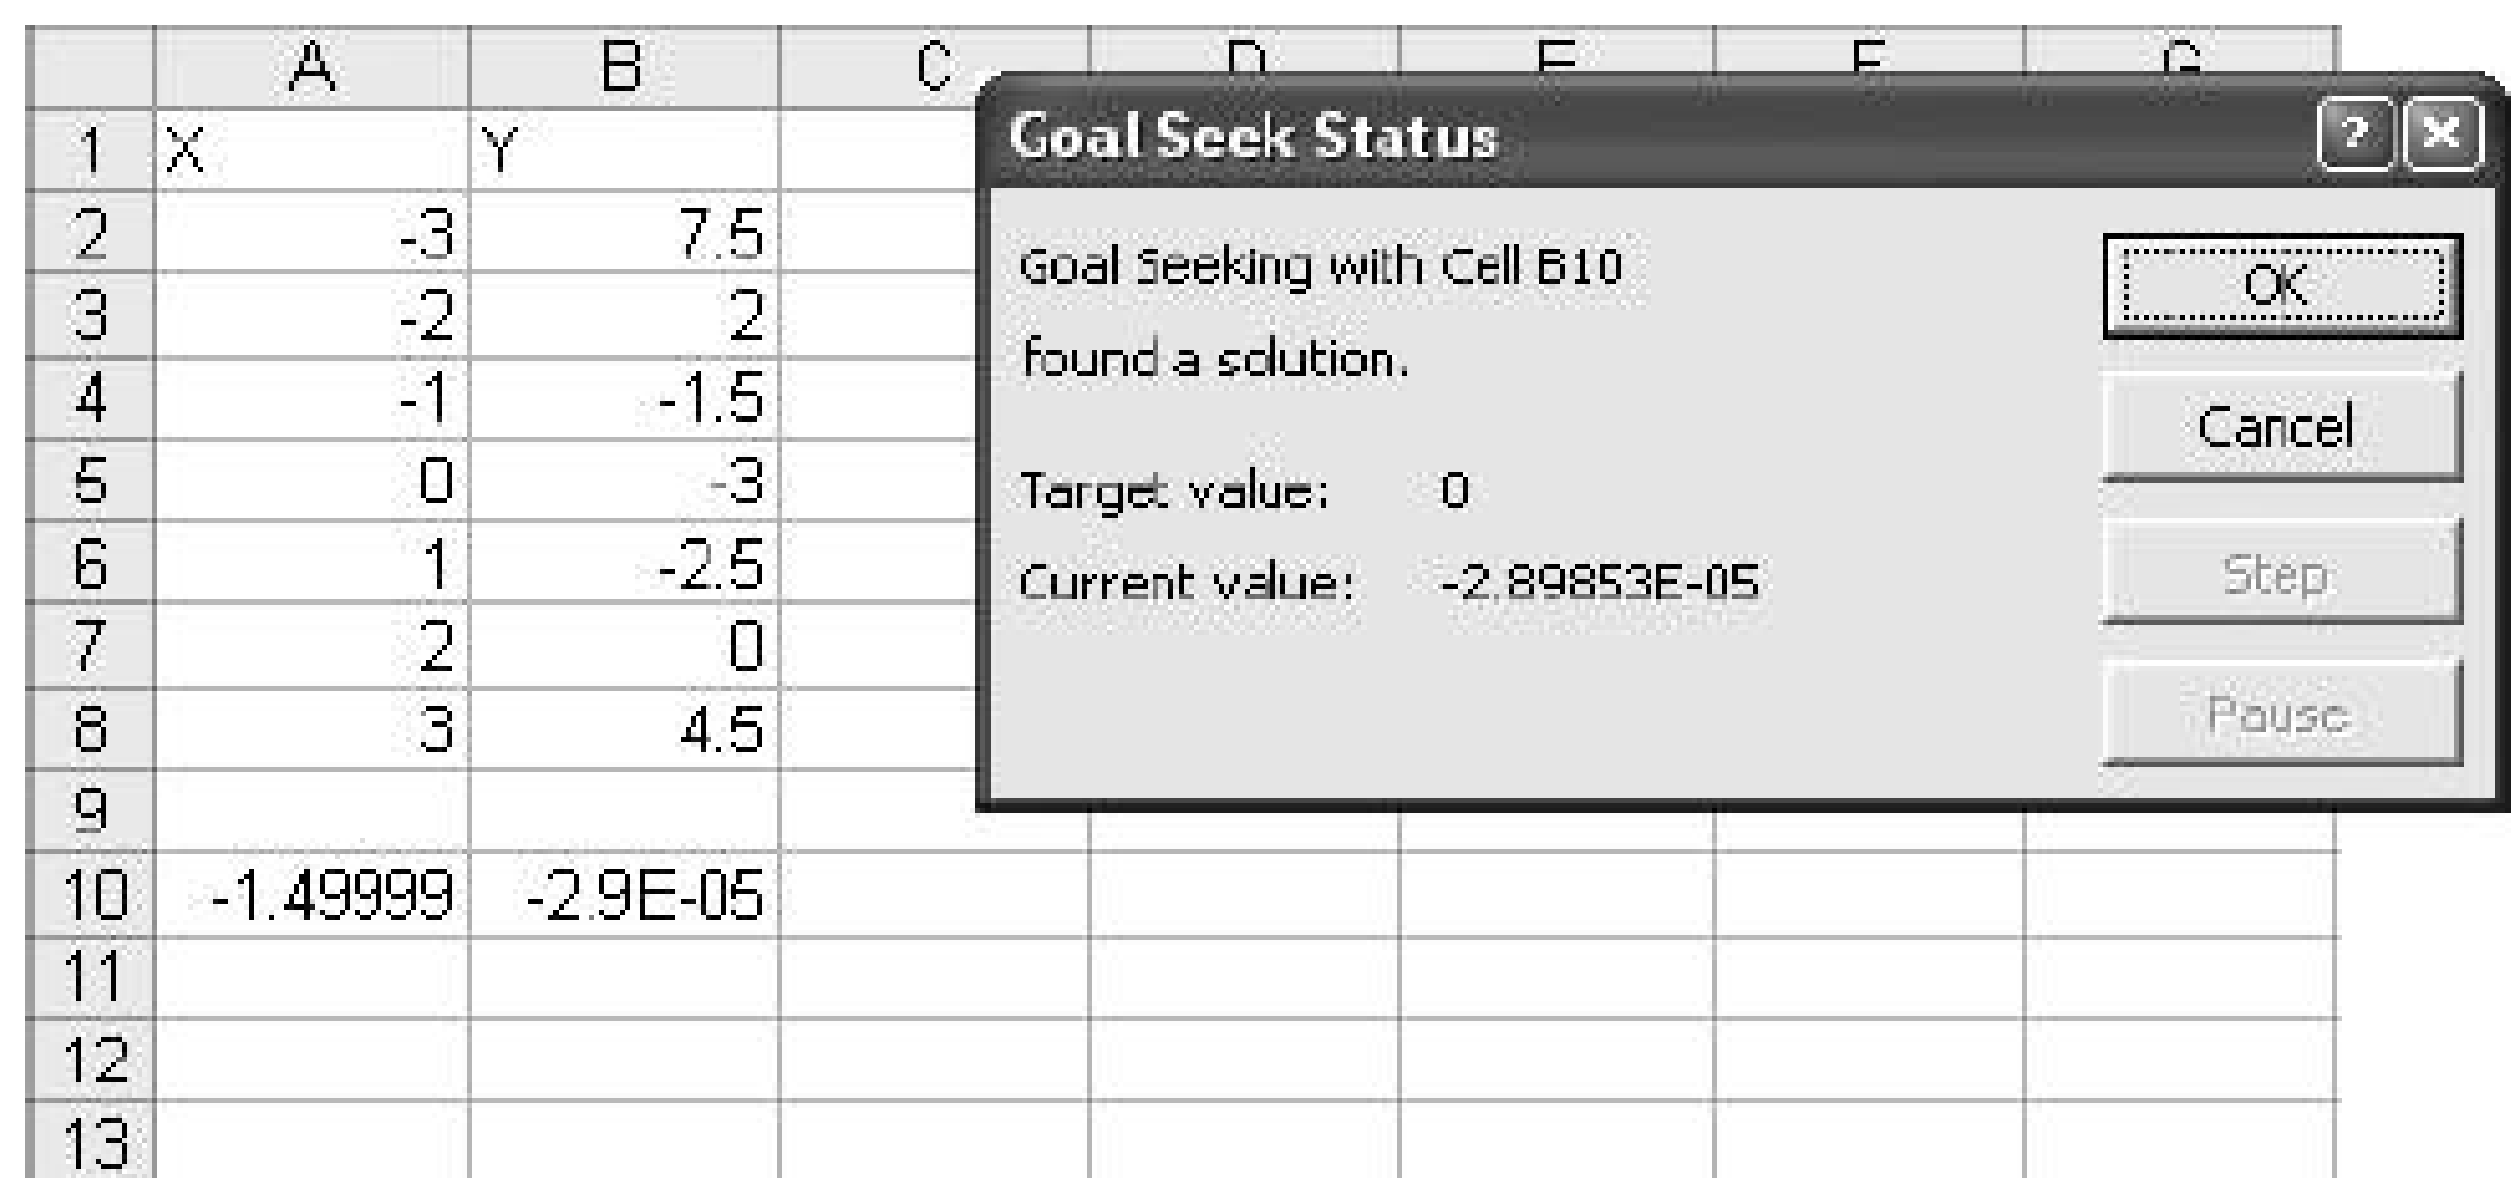 A B C D E F G
1 X Y
2 -3 7.5
3 -2 2
4 -1 -1.5
5 0 -3
6 1 -2.5
7 2 0
8 3 4.5
9
10 -1.49999 -2.9E-05
11
12
13
Goal Seek Status ?
Goal Seeking with Cell B10
found a solution.
Target value: 0
Current value: -2.89853E-05
OK
Cancel
Step
Pause